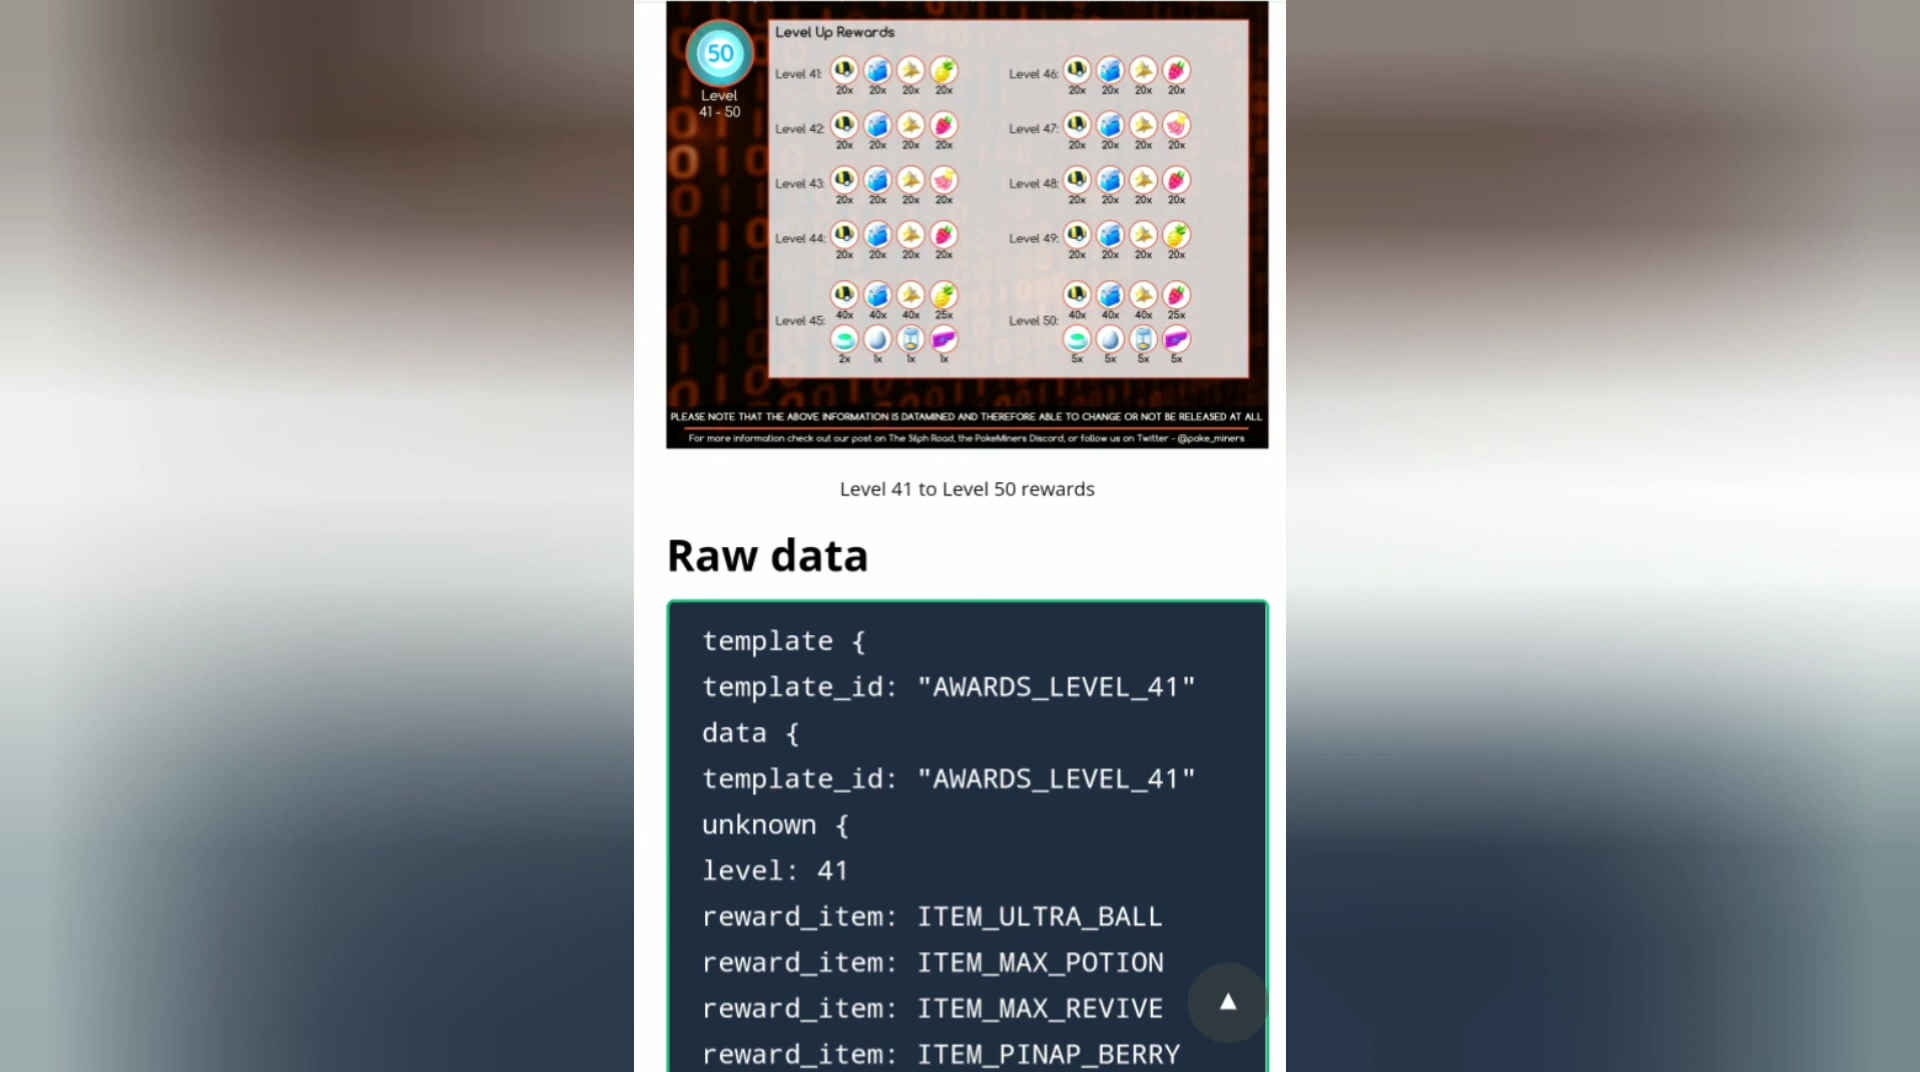 50
Level
41 - 50
Level Up Rewards
Level 41:
20x 20x 20x 20x
Level 42:
20x 20x 20x 20x
Level 43:
20x 20x 20x 20x
Level 44:
20x 20x 20x 20x
Level 45:
40x 40x 40x 25x
2x 1x 1x 1x
Level 46:
20x 20x 20x 20x
Level 47:
20x 20x 20x 20x
Level 48:
20x 20x 20x 20x
Level 49:
20x 20x 20x 20x
Level 50:
40x 40x 40x 25x
5x 5x 5x 5x
PLEASE NOTE THAT THE ABOVE INFORMATION IS DATAMINED AND THEREFORE ABLE TO CHANGE OR NOT BE RELEASED AT ALL
For more information check out our post on The Silph Road, the PokeMiners Discord, or follow us on Twitter - @poke_miners
Level 41 to Level 50 rewards
Raw data
template {
template_id: "AWARDS_LEVEL_41"
data {
template_id: "AWARDS_LEVEL_41"
unknown {
level: 41
reward_item: ITEM_ULTRA_BALL
reward_item: ITEM_MAX_POTION
reward_item: ITEM_MAX_REVIVE
reward_item: ITEM_PINAP_BERRY